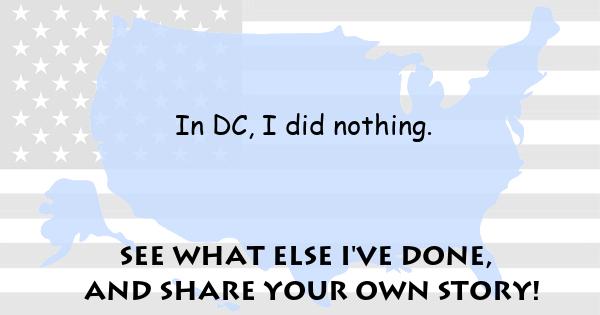 In DC, I did nothing.
SEE WHAT ELSE I'VE DONE,
AND SHARE YOUR OWN STORY!